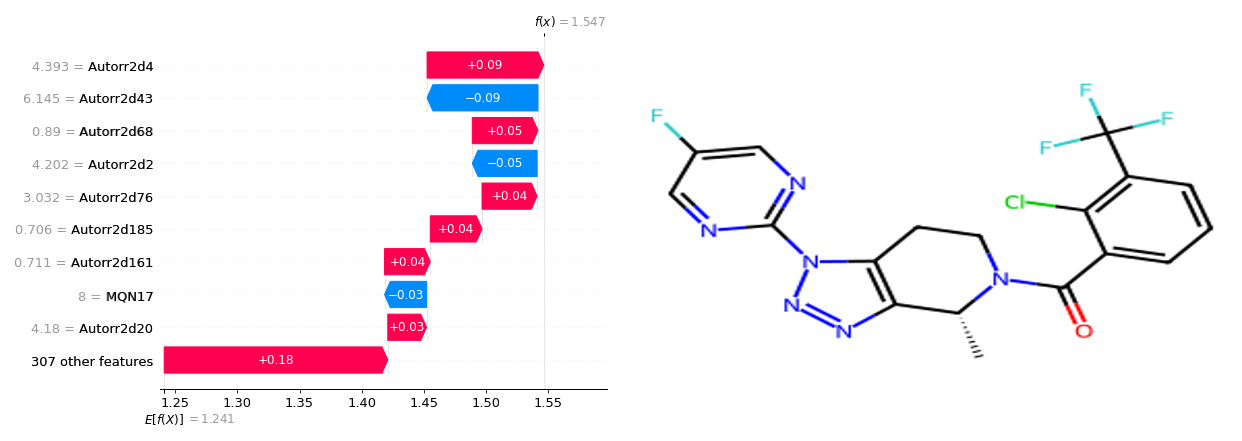 f(x) = 1.547
4.393 = Autorr2d4
+0.09
6.145 = Autorr2d43
−0.09
0.89 = Autorr2d68
+0.05
4.202 = Autorr2d2
−0.05
3.032 = Autorr2d76
+0.04
0.706 = Autorr2d185
+0.04
0.711 = Autorr2d161
+0.04
8 = MQN17
−0.03
4.18 = Autorr2d20
+0.03
307 other features
+0.18
1.25 1.30 1.35 1.40 1.45 1.50 1.55
E[f(X)] = 1.241
F
F
F
F
N
Cl
N
N
N
N
N
O